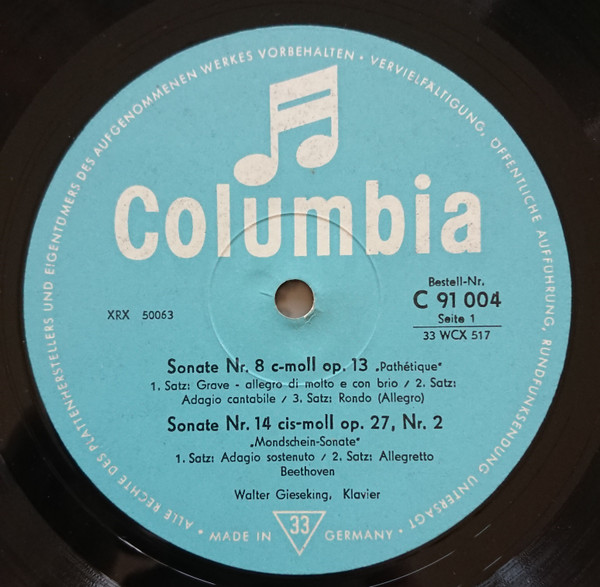 ALLE RECHTE DES PLATTENHERSTELLERS UND EIGENTÜMERS DES AUFGENOMMENEN WERKES VORBEHALTEN · VERVIELFÄLTIGUNG, ÖFFENTLICHE AUFFÜHRUNG, RUNDFUNKSENDUNG UNTERSAGT ·
Columbia
Bestell-Nr.
C 91 004
Seite 1
33 WCX 517
XRX 50063
Sonate Nr. 8 c-moll op. 13 „Pathétique"
1. Satz: Grave - allegro di molto e con brio / 2. Satz:
Adagio cantabile / 3. Satz: Rondo (Allegro)
Sonate Nr. 14 cis-moll op. 27, Nr. 2
„Mondschein-Sonate"
1. Satz: Adagio sostenuto / 2. Satz: Allegretto
Beethoven
Walter Gieseking, Klavier
MADE IN 33 GERMANY